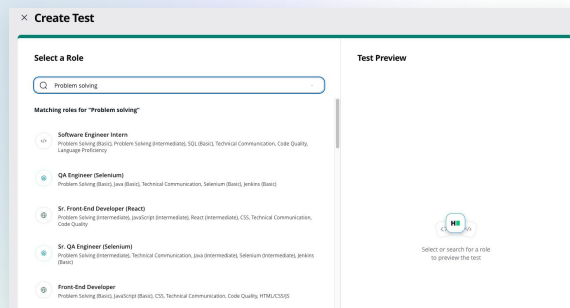 × Create Test
Select a Role
Problem solving
Matching roles for "Problem solving"
Software Engineer Intern
Problem Solving (Basic), Problem Solving (Intermediate), SQL (Basic), Technical Communication, Code Quality,
Language Proficiency
QA Engineer (Selenium)
Problem Solving (Basic), Java (Basic), Technical Communication, Selenium (Basic), Jenkins (Basic)
Sr. Front-End Developer (React)
Problem Solving (Intermediate), JavaScript (Intermediate), React (Intermediate), CSS, Technical Communication,
Code Quality
Sr. QA Engineer (Selenium)
Problem Solving (Intermediate), Technical Communication, Java (Intermediate), Selenium (Intermediate), Jenkins
(Basic)
Front-End Developer
Problem Solving (Basic), JavaScript (Basic), CSS, Technical Communication, Code Quality, HTML/CSS/JS
Test Preview
H
Select or search for a role
to preview the test